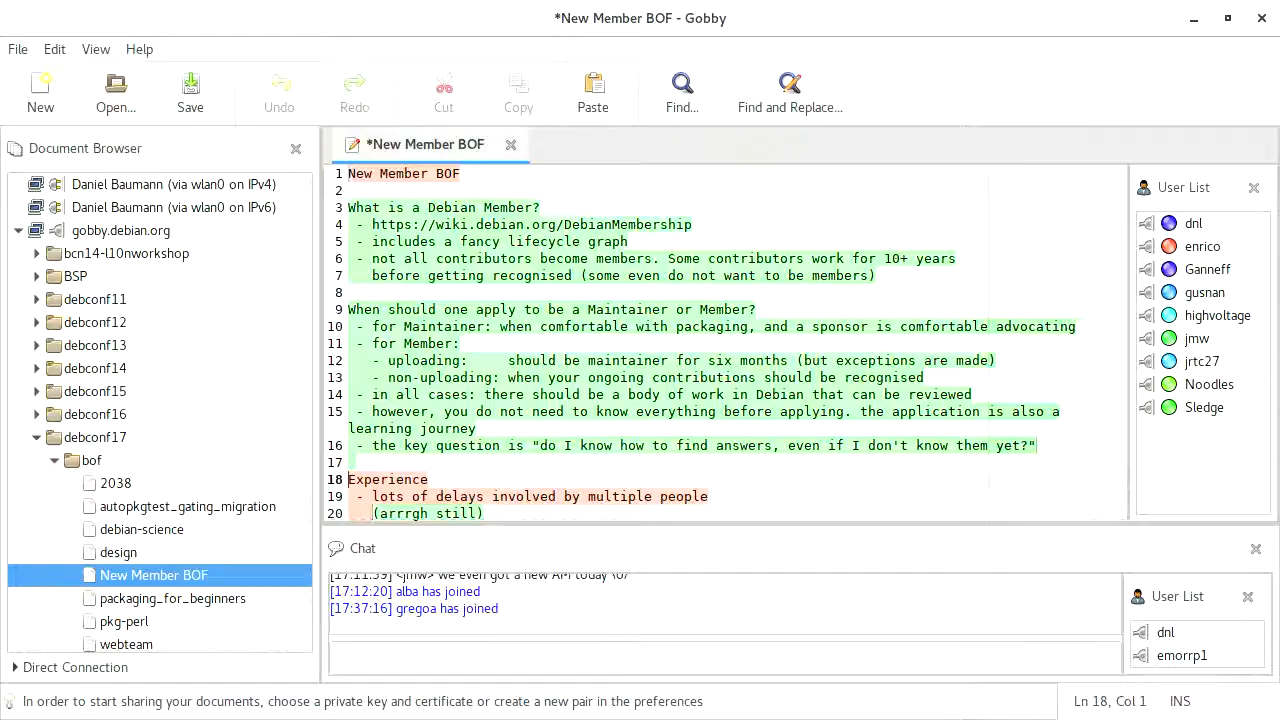 *New Member BOF - Gobby
File Edit View Help
New Open... Save Undo Redo Cut Copy Paste Find... Find and Replace...
Document Browser
Daniel Baumann (via wlan0 on IPv4)
Daniel Baumann (via wlan0 on IPv6)
gobby.debian.org
bcn14-l10nworkshop
BSP
debconf11
debconf12
debconf13
debconf14
debconf15
debconf16
debconf17
bof
2038
autopkgtest_gating_migration
debian-science
design
New Member BOF
packaging_for_beginners
pkg-perl
webteam
Direct Connection
*New Member BOF
1 New Member BOF
2
3 What is a Debian Member?
4 - https://wiki.debian.org/DebianMembership
5 - includes a fancy lifecycle graph
6 - not all contributors become members. Some contributors work for 10+ years
7 before getting recognised (some even do not want to be members)
8
9 When should one apply to be a Maintainer or Member?
10 - for Maintainer: when comfortable with packaging, and a sponsor is comfortable advocating
11 - for Member:
12 - uploading: should be maintainer for six months (but exceptions are made)
13 - non-uploading: when your ongoing contributions should be recognised
14 - in all cases: there should be a body of work in Debian that can be reviewed
15 - however, you do not need to know everything before applying. the application is also a
learning journey
16 - the key question is "do I know how to find answers, even if I don't know them yet?"
17
18 Experience
19 - lots of delays involved by multiple people
20 (arrrgh still)
User List
dnl
enrico
Ganneff
gusnan
highvoltage
jmw
jrtc27
Noodles
Sledge
Chat
[17:11:59] <jmw> we even got a new AM today \o/
[17:12:20] alba has joined
[17:37:16] gregoa has joined
User List
dnl
emorrp1
In order to start sharing your documents, choose a private key and certificate or create a new pair in the preferences
Ln 18, Col 1 INS